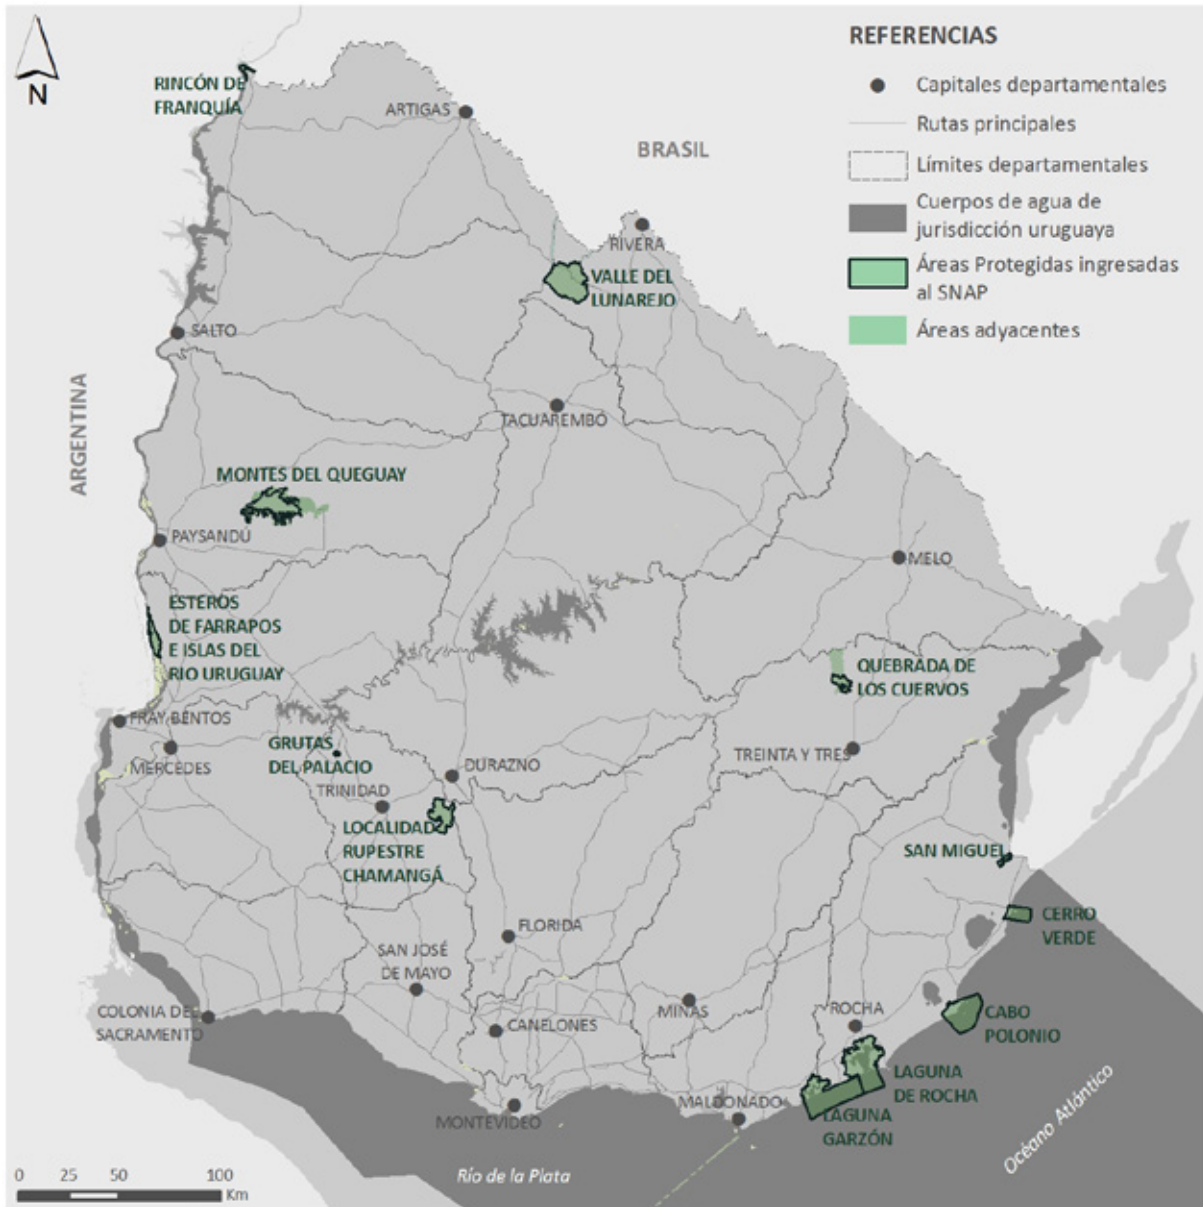 REFERENCIAS
Capitales departamentales
Rutas principales
Límites departamentales
Cuerpos de agua de
jurisdicción uruguaya
Áreas Protegidas ingresadas
al SNAP
Áreas adyacentes
N
RINCÓN DE
FRANQUÍA
ARTIGAS
BRASIL
RIVERA
VALLE DEL
LUNAREJO
SALTO
ARGENTINA
TACUAREMBÓ
MONTES DEL QUEGUAY
PAYSANDÚ
MELO
ESTEROS
DE FARRAPOS
E ISLAS DEL
RIO URUGUAY
QUEBRADA DE
LOS CUERVOS
FRAY BENTOS
MERCEDES
GRUTAS
DEL PALACIO
TRINIDAD
DURAZNO
TREINTA Y TRES
LOCALIDAD
RUPESTRE
CHAMANGÁ
SAN MIGUEL
CERRO
VERDE
FLORIDA
SAN JOSÉ
DE MAYO
COLONIA DEL
SACRAMENTO
CANELONES
MINAS
ROCHA
CABO
POLONIO
LAGUNA
DE ROCHA
MALDONADO
LAGUNA
GARZÓN
MONTEVIDEO
Océano Atlántico
Río de la Plata
0 25 50 100
Km